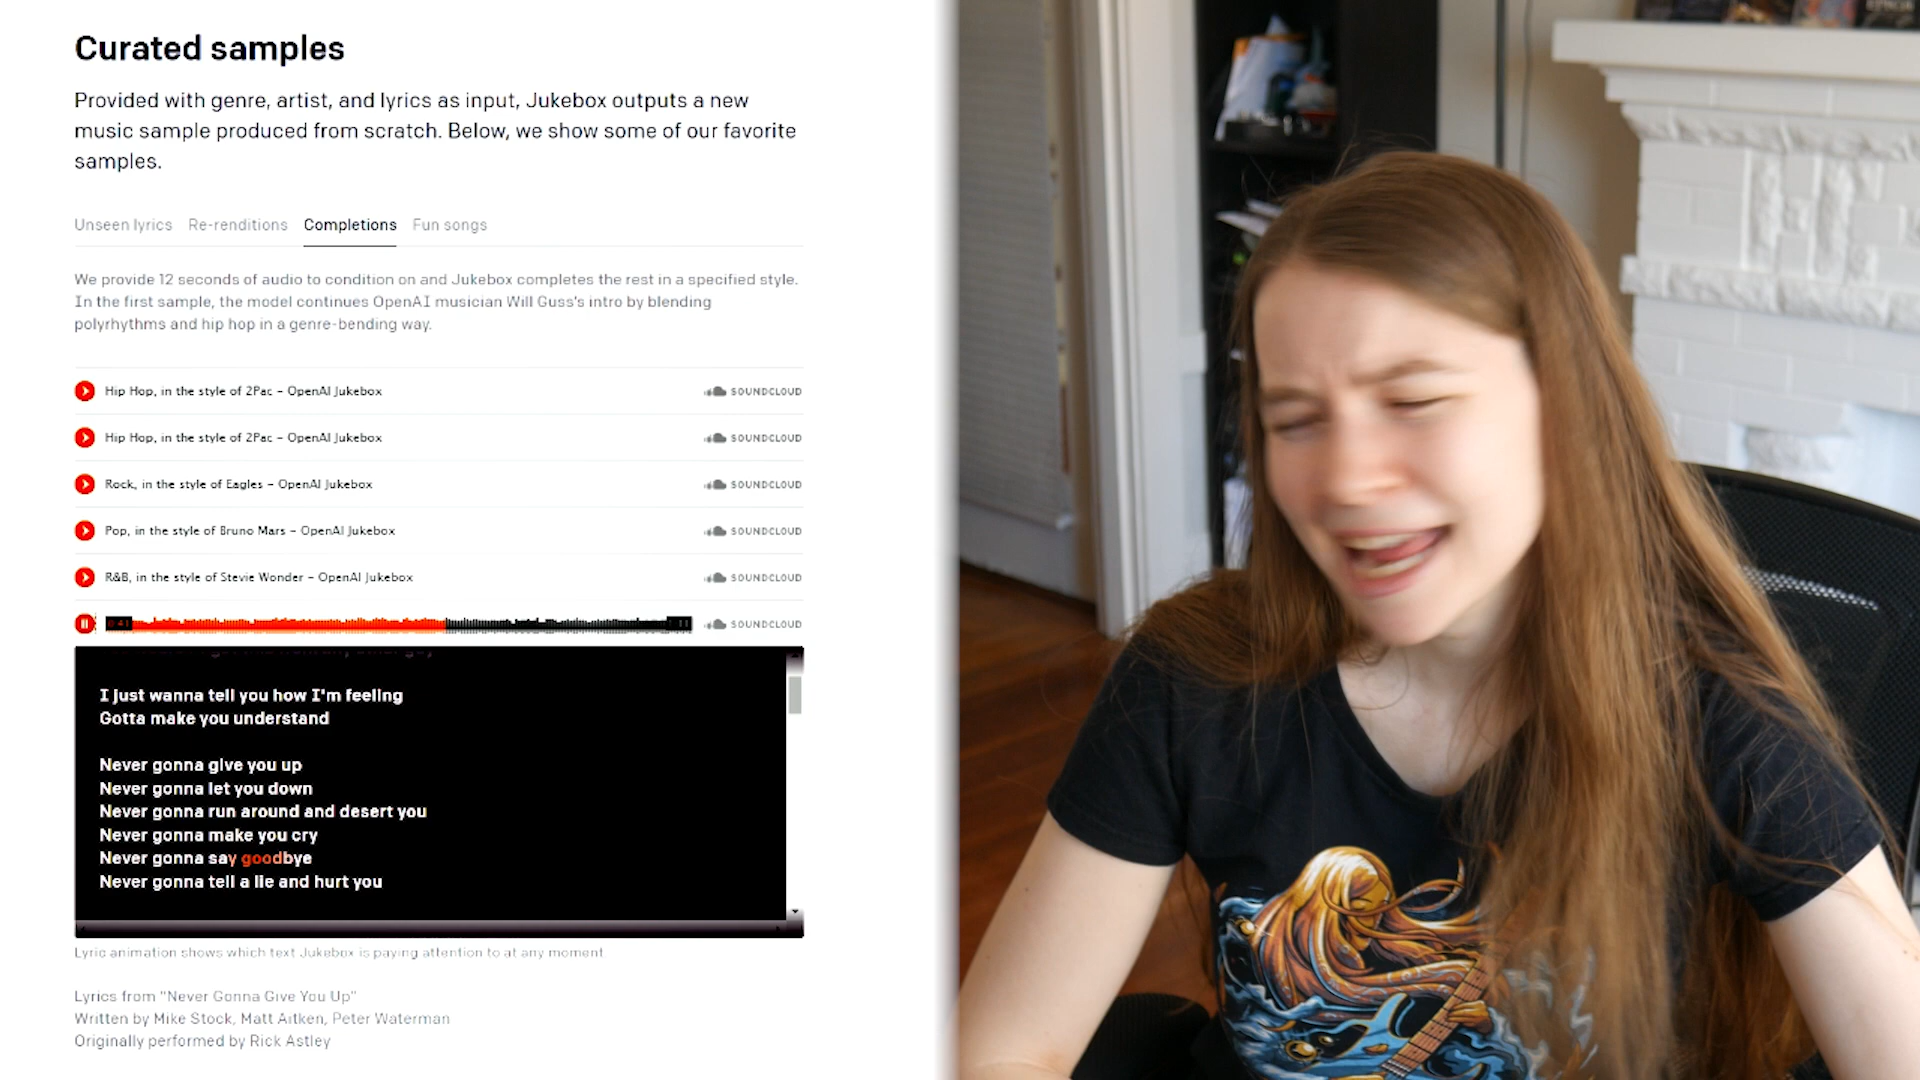 Curated samples
Provided with genre, artist, and lyrics as input, Jukebox outputs a new
music sample produced from scratch. Below, we show some of our favorite
samples.
Unseen lyrics Re-renditions Completions Fun songs
We provide 12 seconds of audio to condition on and Jukebox completes the rest in a specified style.
In the first sample, the model continues OpenAI musician Will Guss's intro by blending
polyrhythms and hip hop in a genre-bending way.
Hip Hop, in the style of 2Pac – OpenAI Jukebox SOUNDCLOUD
Hip Hop, in the style of 2Pac – OpenAI Jukebox SOUNDCLOUD
Rock, in the style of Eagles – OpenAI Jukebox SOUNDCLOUD
Pop, in the style of Bruno Mars – OpenAI Jukebox SOUNDCLOUD
R&B, in the style of Stevie Wonder – OpenAI Jukebox SOUNDCLOUD
0:41 SOUNDCLOUD
I just wanna tell you how I'm feeling
Gotta make you understand
Never gonna give you up
Never gonna let you down
Never gonna run around and desert you
Never gonna make you cry
Never gonna say goodbye
Never gonna tell a lie and hurt you
Lyric animation shows which text Jukebox is paying attention to at any moment
Lyrics from "Never Gonna Give You Up"
Written by Mike Stock, Matt Aitken, Peter Waterman
Originally performed by Rick Astley